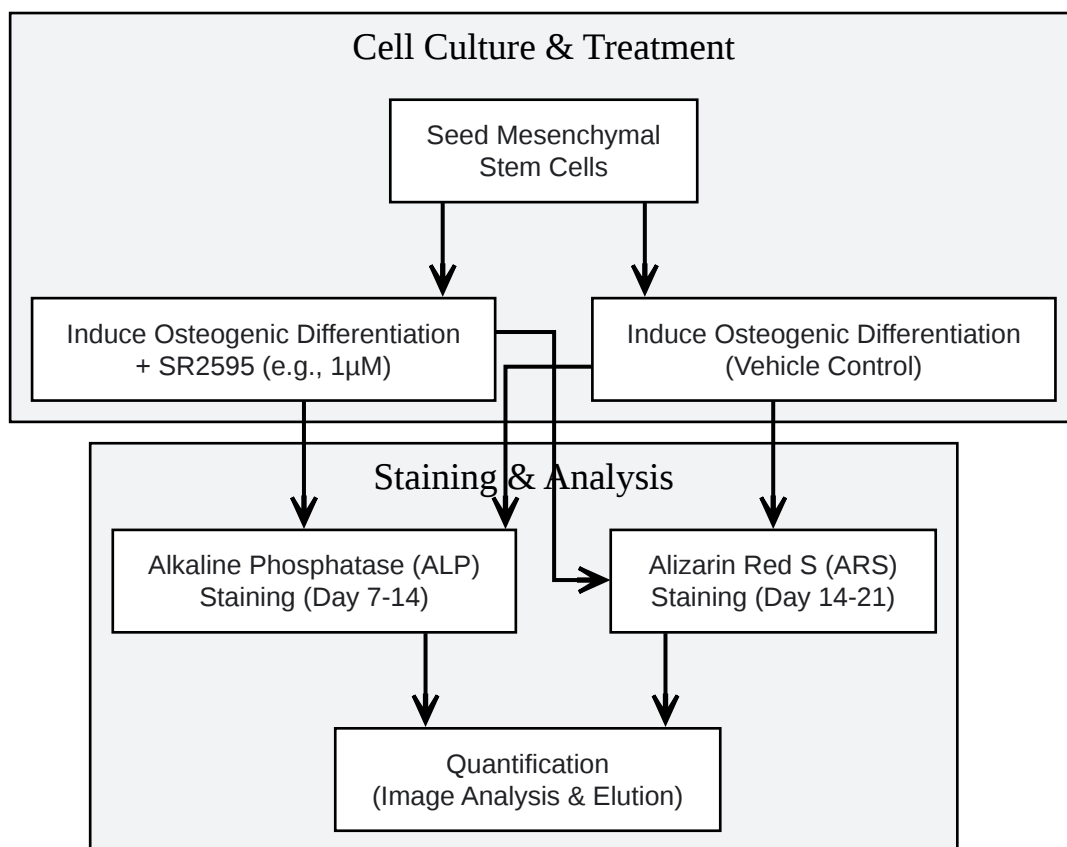 Cell Culture & Treatment
Seed Mesenchymal
Stem Cells
Induce Osteogenic Differentiation
+ SR2595 (e.g., 1µM)
Induce Osteogenic Differentiation
(Vehicle Control)
Staining & Analysis
Alkaline Phosphatase (ALP)
Staining (Day 7-14)
Alizarin Red S (ARS)
Staining (Day 14-21)
Quantification
(Image Analysis & Elution)